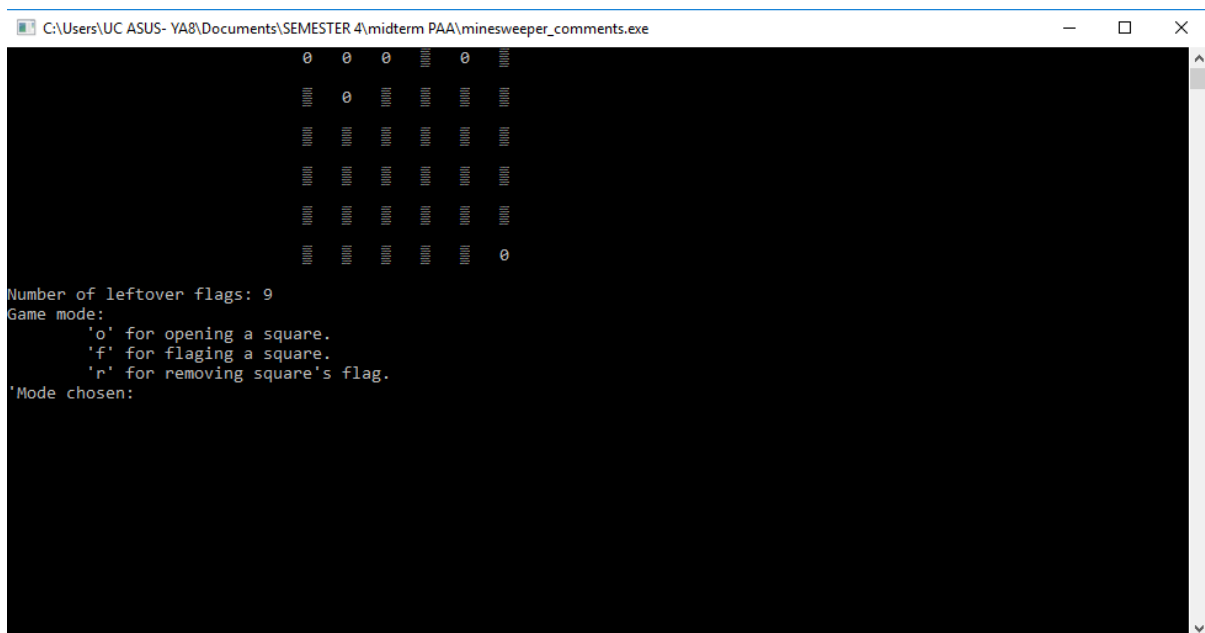 C:\Users\UC ASUS- YA8\Documents\SEMESTER 4\midterm PAA\minesweeper_comments.exe
0 0 0 𝄛 0 𝄛
0
0
Number of leftover flags: 9
Game mode:
'o' for opening a square.
'f' for flaging a square.
'r' for removing square's flag.
'Mode chosen: